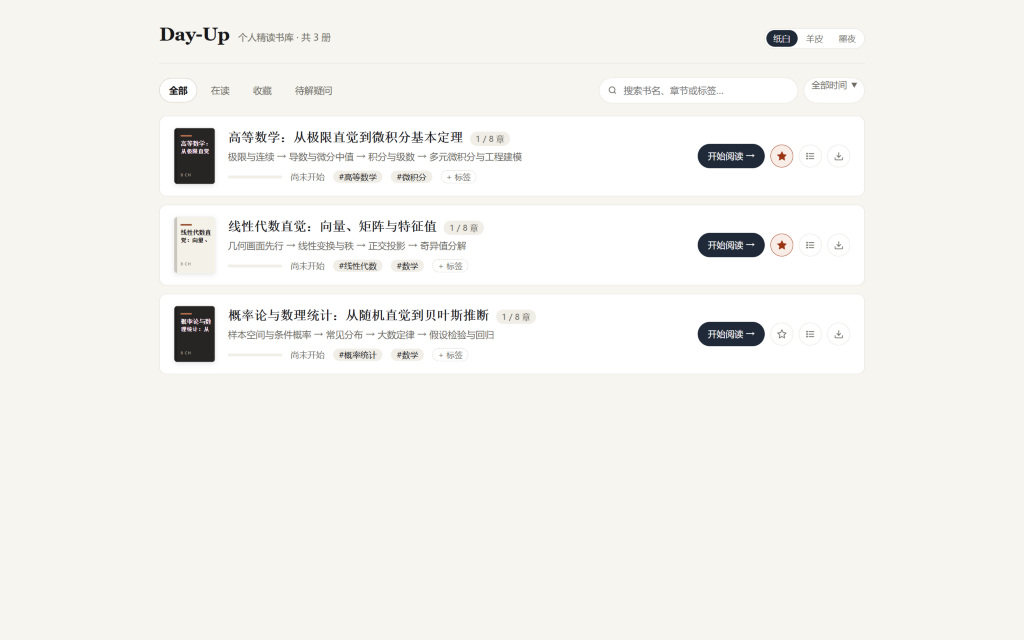 Day-Up 个人精读书库 · 共 3 册
纸白 羊皮 墨夜
全部 在读 收藏 待解疑问
搜索书名、章节或标签...
全部时间 ▼
高等数学：
从极限直觉
8 CH
高等数学：从极限直觉到微积分基本定理 1 / 8 章
极限与连续 → 导数与微分中值 → 积分与级数 → 多元微积分与工程建模
尚未开始 #高等数学 #微积分 + 标签
开始阅读 →
线性代数直
觉：向量、
8 CH
线性代数直觉：向量、矩阵与特征值 1 / 8 章
几何画面先行 → 线性变换与秩 → 正交投影 → 奇异值分解
尚未开始 #线性代数 #数学 + 标签
开始阅读 →
概率论与数
理统计：从
8 CH
概率论与数理统计：从随机直觉到贝叶斯推断 1 / 8 章
样本空间与条件概率 → 常见分布 → 大数定律 → 假设检验与回归
尚未开始 #概率统计 #数学 + 标签
开始阅读 →